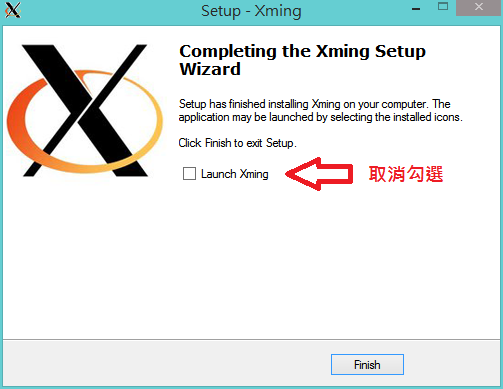 Setup - Xming
Completing the Xming Setup
Wizard
Setup has finished installing Xming on your computer. The
application may be launched by selecting the installed icons.
Click Finish to exit Setup.
Launch Xming
取消勾選
Finish